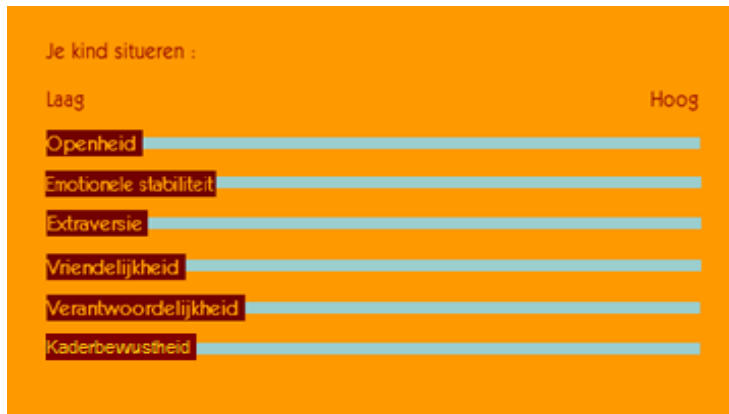 Je kind situeren :
Laag Hoog
Openheid
Emotionele stabiliteit
Extraversie
Vriendelijkheid
Verantwoordelijkheid
Kaderbewustheid